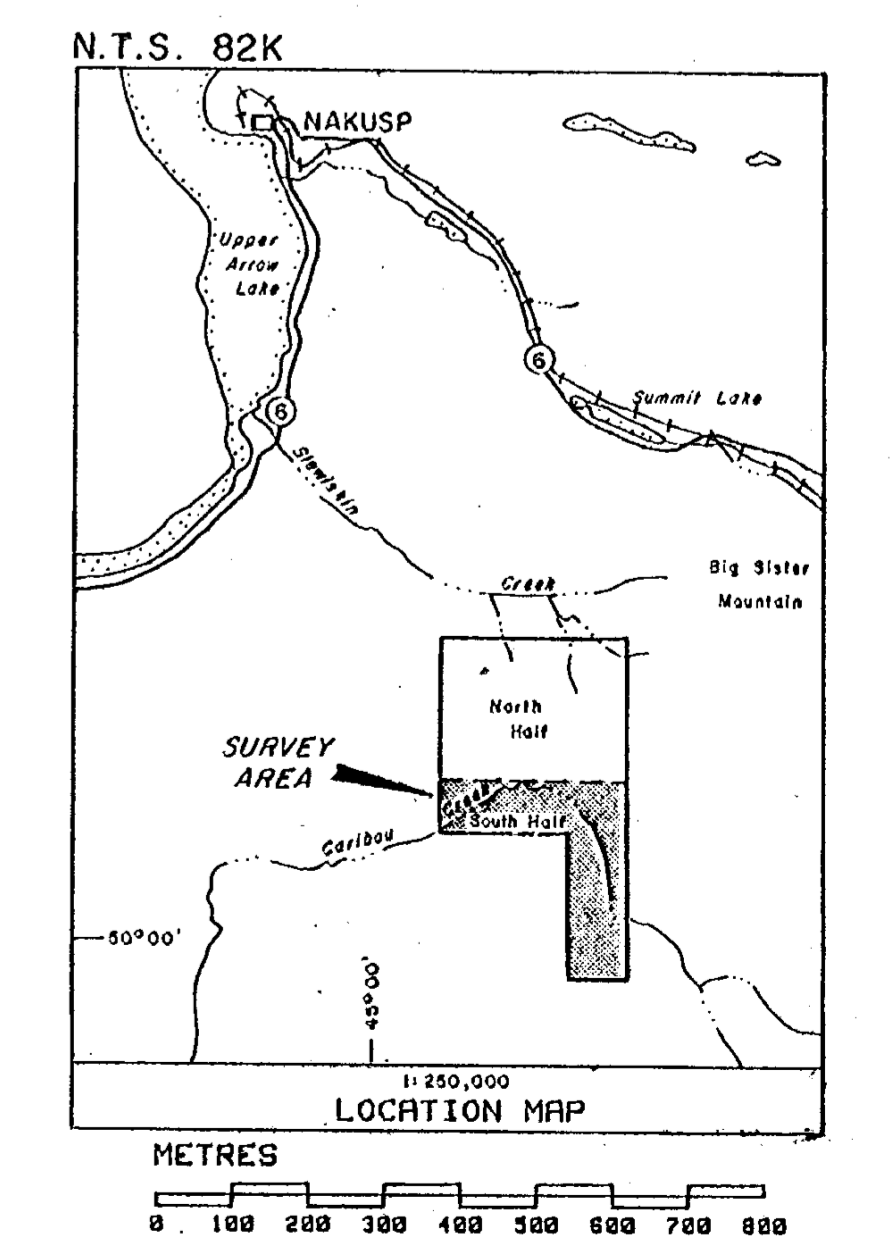 N.T.S. 82K
NAKUSP
Upper
Arrow
Lake
6
6
Summit Lake
Slewiskin
Creek
Big Sister
Mountain
North
Half
SURVEY
AREA
Creek
South Half
Caribou
50°00'
45°00'
1:250,000
LOCATION MAP
METRES
0 100 200 300 400 500 600 700 800